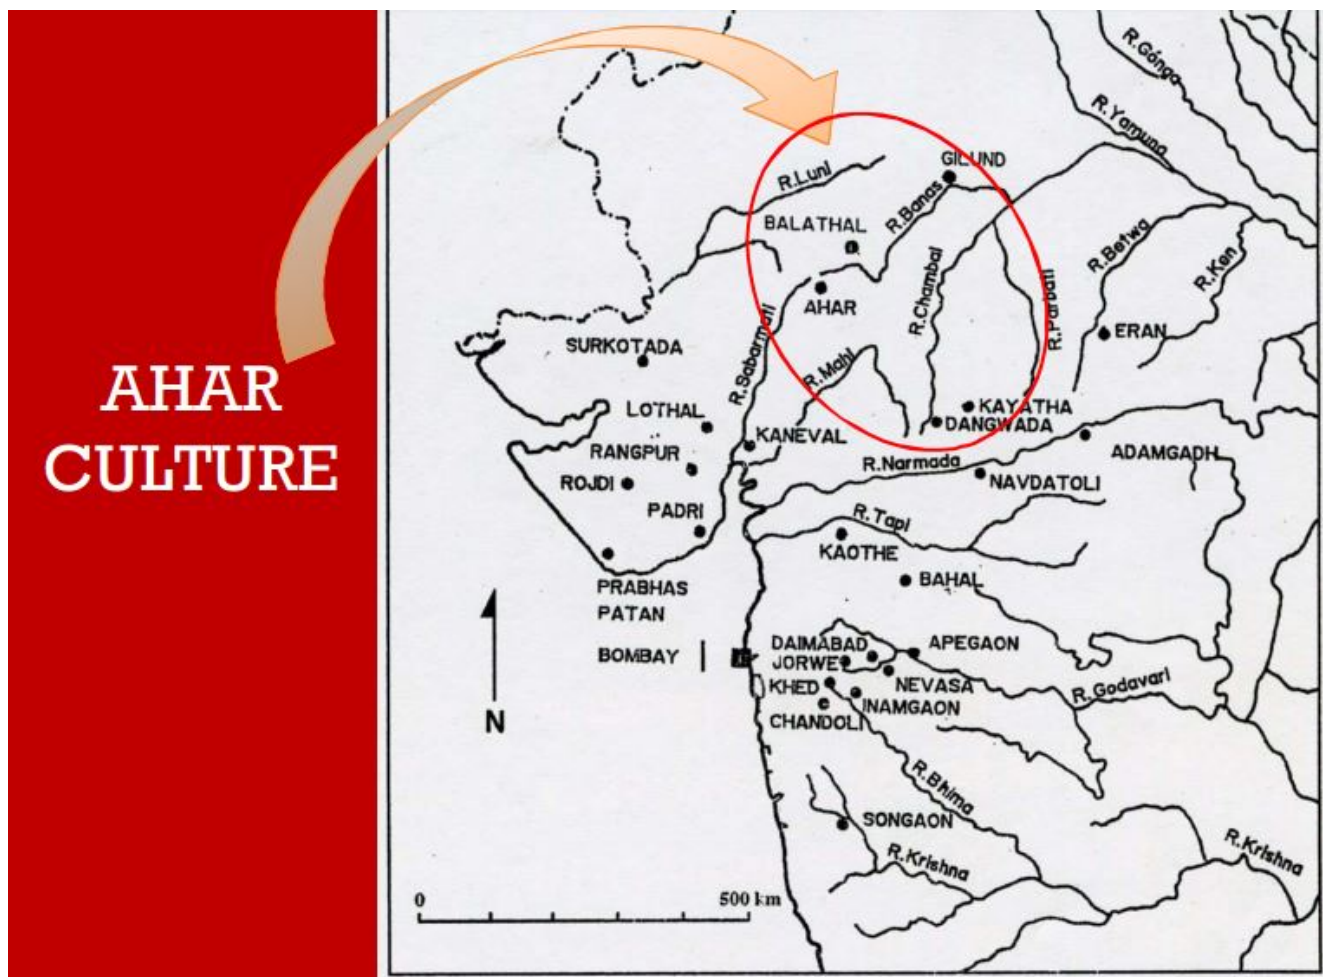 AHAR
CULTURE
R.Gonga
R.Yamuna
GILUND
R.Luni
R.Banas
BALATHAL
R.Betwa
R.Ken
R.Chambal
AHAR
R.Parbati
ERAN
SURKOTADA
R.Sabarmati
R.Mahi
LOTHAL
KAYATHA
DANGWADA
KANEVAL
RANGPUR
R.Narmada
ADAMGADH
ROJDI
NAVDATOLI
PADRI
R.Tapi
KAOTHE
BAHAL
PRABHAS
PATAN
BOMBAY
DAIMABAD
APEGAON
JORWE
NEVASA
KHED
INAMGAON
R.Godavari
CHANDOLI
N
R.Bhima
SONGAON
R.Krishna
R.Krishna
0 500 km